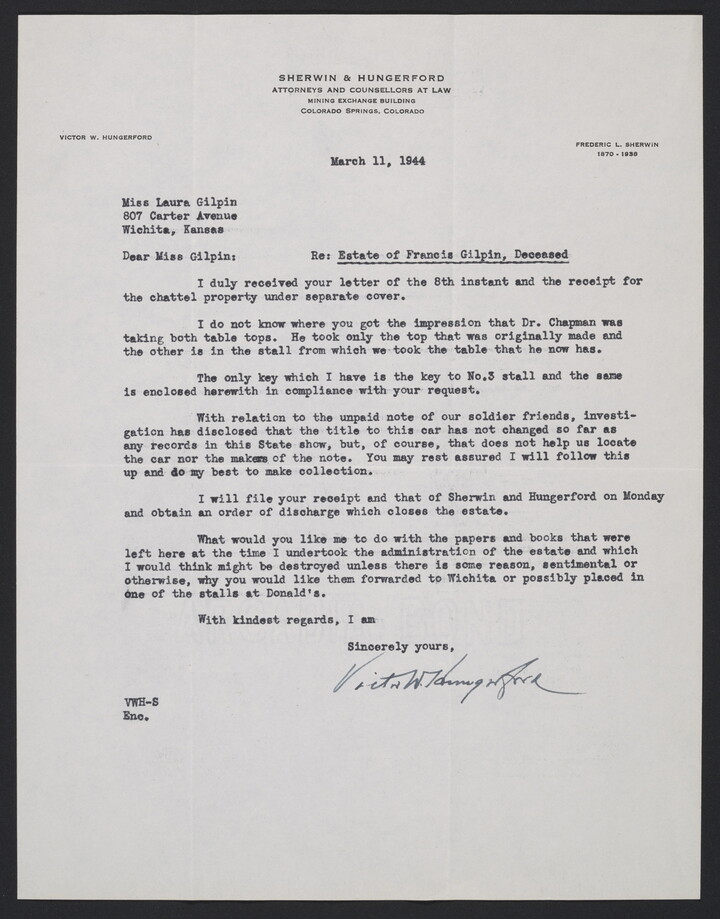 SHERWIN & HUNGERFORD
ATTORNEYS AND COUNSELLORS AT LAW
MINING EXCHANGE BUILDING
COLORADO SPRINGS, COLORADO
VICTOR W. HUNGERFORD
FREDERIC L. SHERWIN
1870 - 1938
March 11, 1944
Miss Laura Gilpin
807 Carter Avenue
Wichita, Kansas
Dear Miss Gilpin: Re: Estate of Francis Gilpin, Deceased
I duly received your letter of the 8th instant and the receipt for
the chattel property under separate cover.
I do not know where you got the impression that Dr. Chapman was
taking both table tops. He took only the top that was originally made and
the other is in the stall from which we took the table that he now has.
The only key which I have is the key to No.3 stall and the same
is enclosed herewith in compliance with your request.
With relation to the unpaid note of our soldier friends, investi-
gation has disclosed that the title to this car has not changed so far as
any records in this State show, but, of course, that does not help us locate
the car nor the makers of the note. You may rest assured I will follow this
up and do my best to make collection.
I will file your receipt and that of Sherwin and Hungerford on Monday
and obtain an order of discharge which closes the estate.
What would you like me to do with the papers and books that were
left here at the time I undertook the administration of the estate and which
I would think might be destroyed unless there is some reason, sentimental or
otherwise, why you would like them forwarded to Wichita or possibly placed in
one of the stalls at Donald's.
With kindest regards, I am
Sincerely yours,
Victor W. Hungerford
VWH-S
Enc.